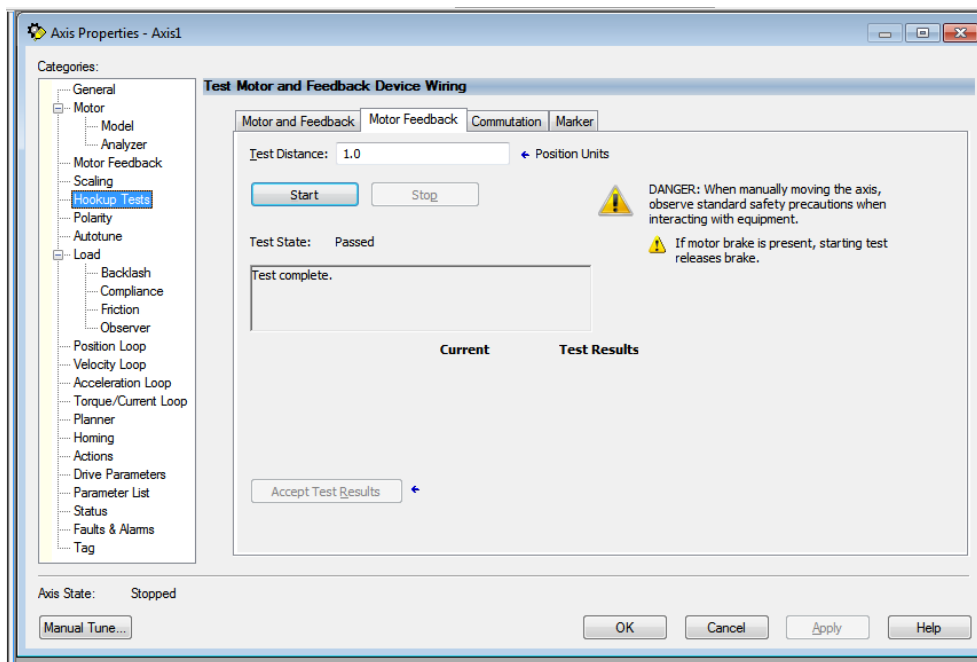 Axis Properties - Axis1
Categories:
General
Motor
Model
Analyzer
Motor Feedback
Scaling
Hookup Tests
Polarity
Autotune
Load
Backlash
Compliance
Friction
Observer
Position Loop
Velocity Loop
Acceleration Loop
Torque/Current Loop
Planner
Homing
Actions
Drive Parameters
Parameter List
Status
Faults & Alarms
Tag
Test Motor and Feedback Device Wiring
Motor and Feedback Motor Feedback Commutation Marker
Test Distance: 1.0 Position Units
Start Stop
DANGER: When manually moving the axis,
observe standard safety precautions when
interacting with equipment.
If motor brake is present, starting test
releases brake.
Test State: Passed
Test complete.
Current Test Results
Accept Test Results
Axis State: Stopped
Manual Tune... OK Cancel Apply Help